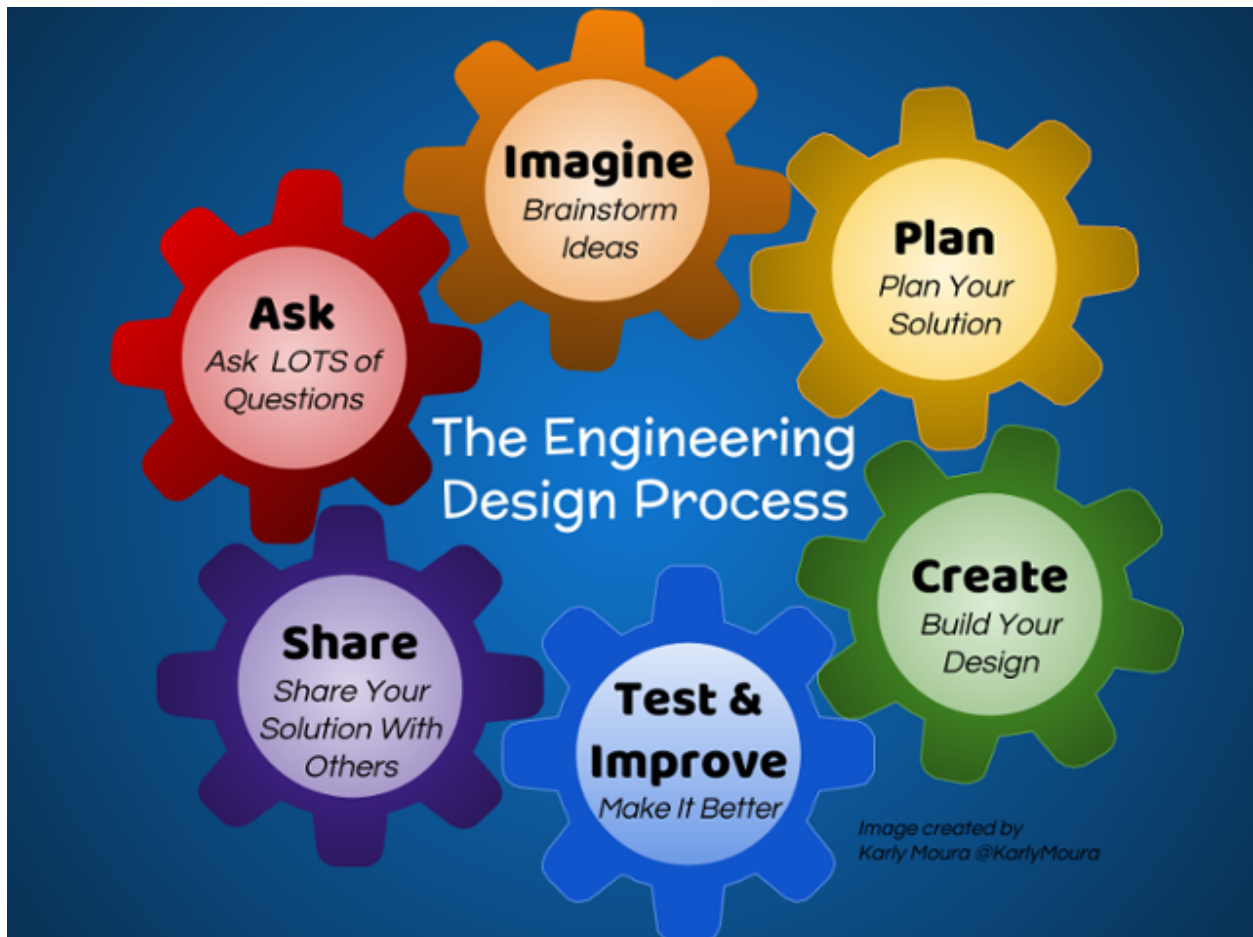 Imagine
Brainstorm
Ideas
Plan
Plan Your
Solution
Ask
Ask LOTS of
Questions
The Engineering
Design Process
Create
Build Your
Design
Share
Share Your
Solution With
Others
Test &
Improve
Make It Better
Image created by
Karly Moura @KarlyMoura